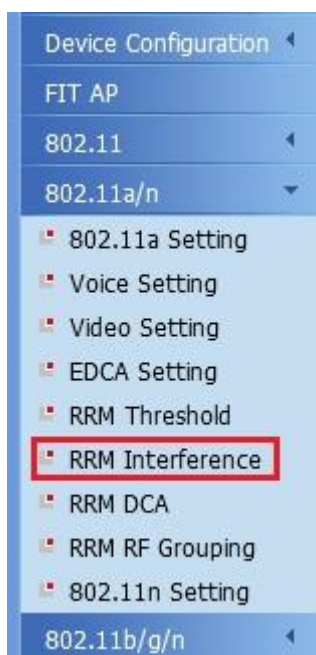 Device Configuration
FIT AP
802.11
802.11a/n
802.11a Setting
Voice Setting
Video Setting
EDCA Setting
RRM Threshold
RRM Interference
RRM DCA
RRM RF Grouping
802.11n Setting
802.11b/g/n